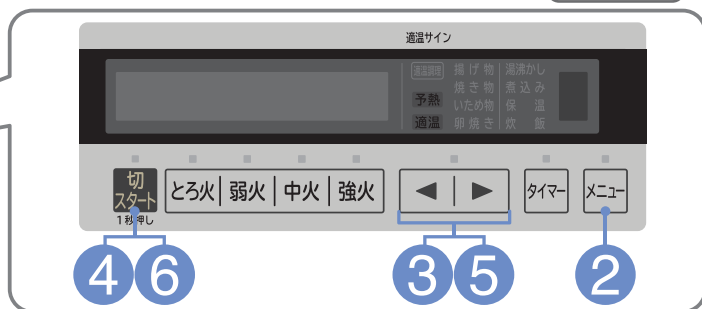 適温サイン
適温調理 揚げ物 湯沸かし
焼き物 煮込み
予熱 いため物 保温
適温 卵焼き 炊飯
切
スタート とろ火 弱火 中火 強火 ◀ ▶ タイマー メニュー
1秒押し
4 6 3 5 2